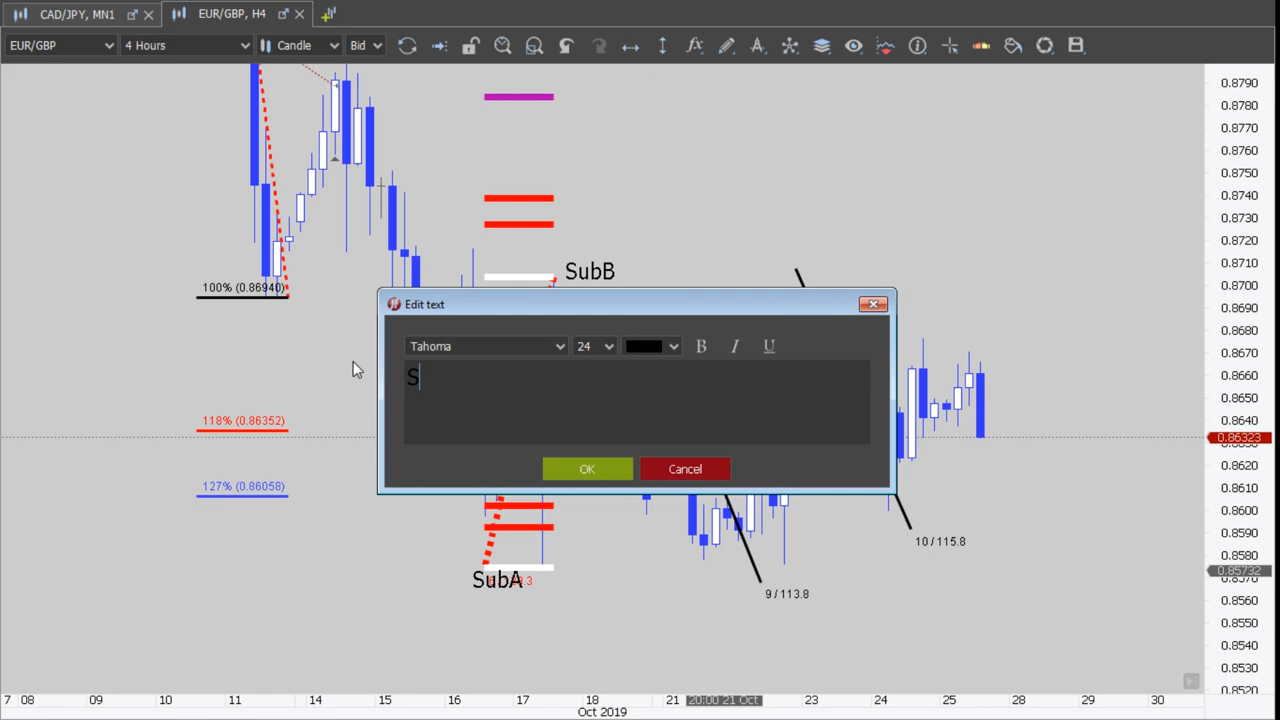 CAD/JPY, MN1
EUR/GBP, H4
EUR/GBP
4 Hours
Candle
Bid
0.8790
0.8780
0.8770
0.8760
0.8750
0.8740
0.8730
0.8720
0.8710
0.8700
0.8690
0.8680
0.8670
0.8660
0.8650
0.8640
0.86323
0.8620
0.8610
0.8600
0.8590
0.8580
0.85732
0.8560
0.8550
0.8540
0.8530
0.8520
SubB
100% (0.86940)
Edit text
Tahoma
24
B I U
S
OK
Cancel
118% (0.86352)
127% (0.86058)
10 / 115.8
SubA
9 / 113.8
7 08 09 10 11 14 15 16 17 18 21 20:00 21 Oct 23 24 25 28 29 30
Oct 2019